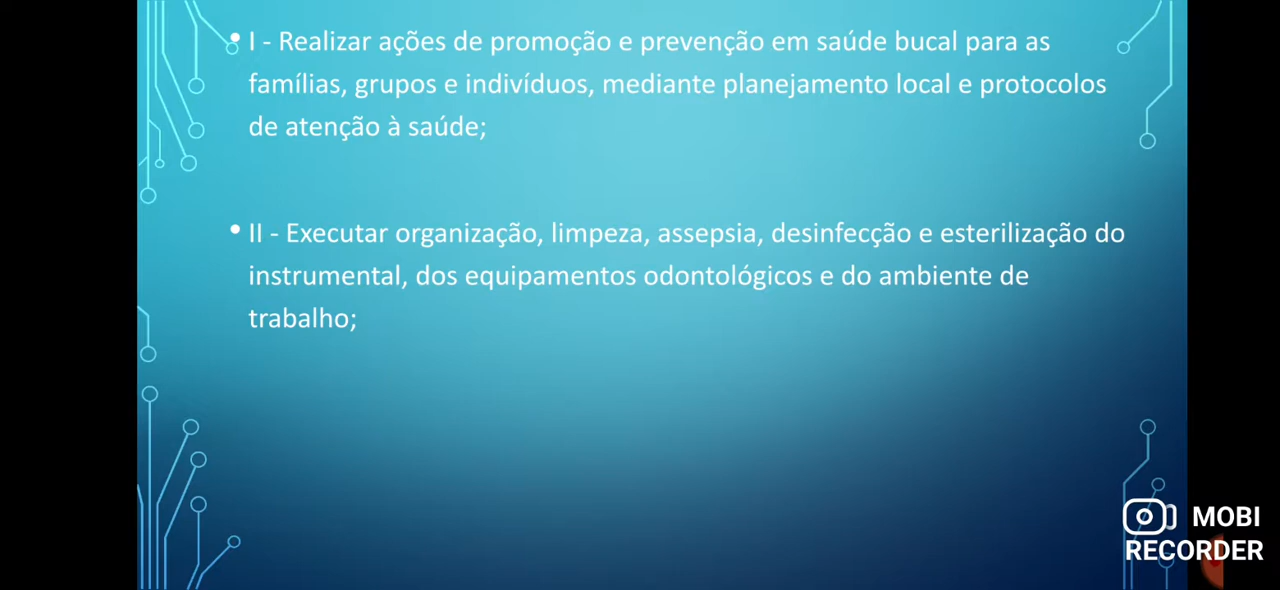 • I - Realizar ações de promoção e prevenção em saúde bucal para as
famílias, grupos e indivíduos, mediante planejamento local e protocolos
de atenção à saúde;
• II - Executar organização, limpeza, assepsia, desinfecção e esterilização do
instrumental, dos equipamentos odontológicos e do ambiente de
trabalho;
MOBI
RECORDER